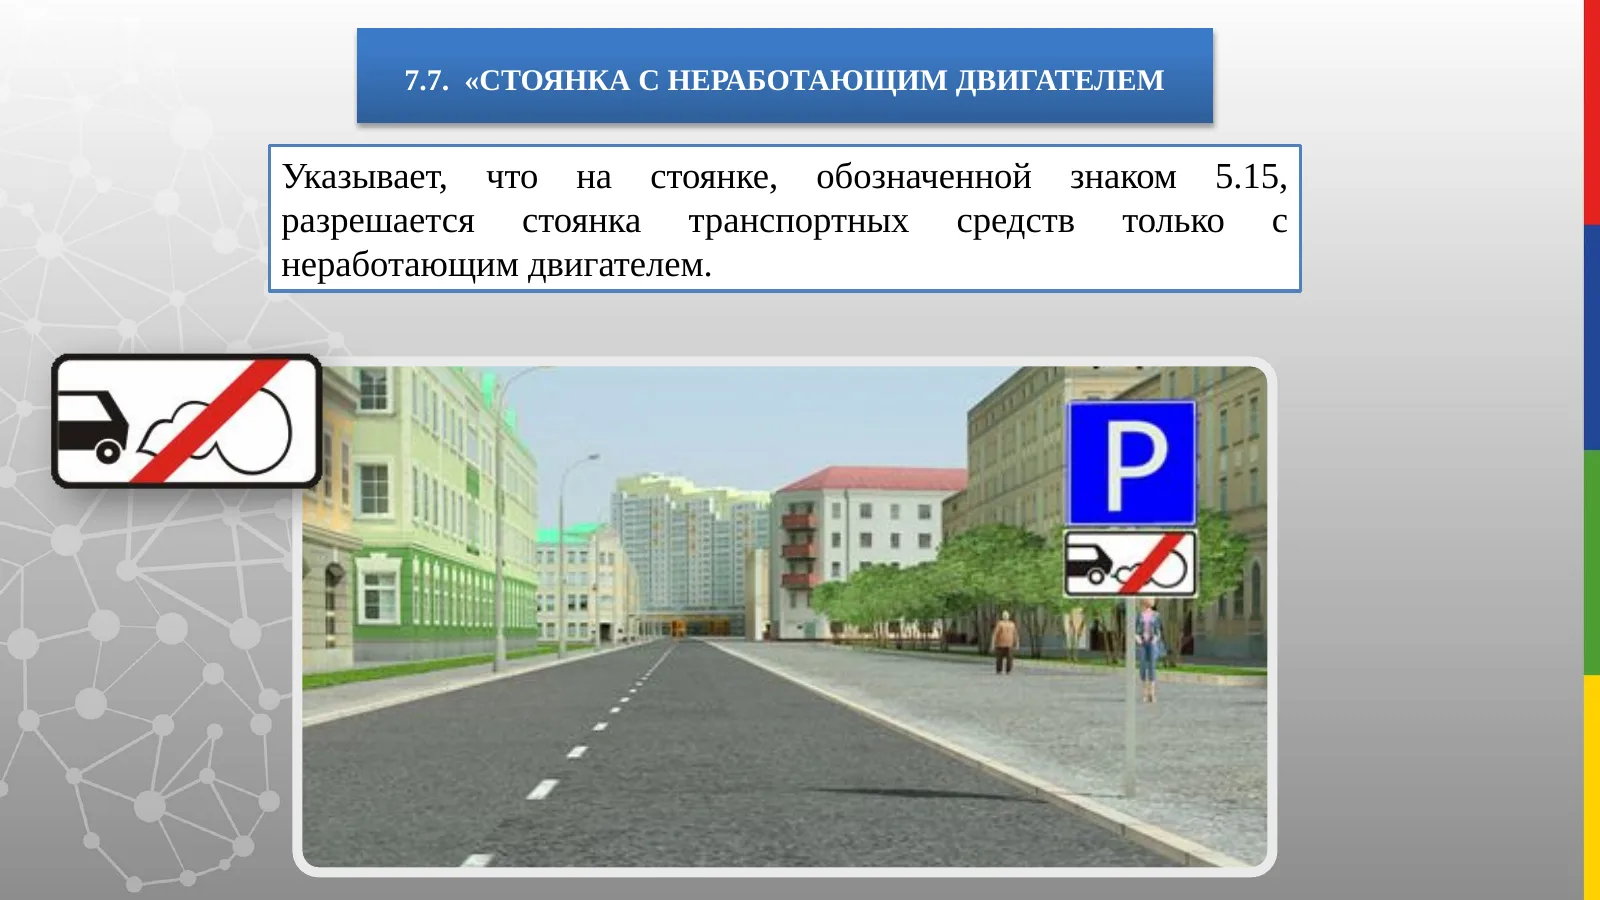 7.7. «СТОЯНКА С НЕРАБОТАЮЩИМ ДВИГАТЕЛЕМ
Указывает, что на стоянке, обозначенной знаком 5.15,
разрешается стоянка транспортных средств только с
неработающим двигателем.
P